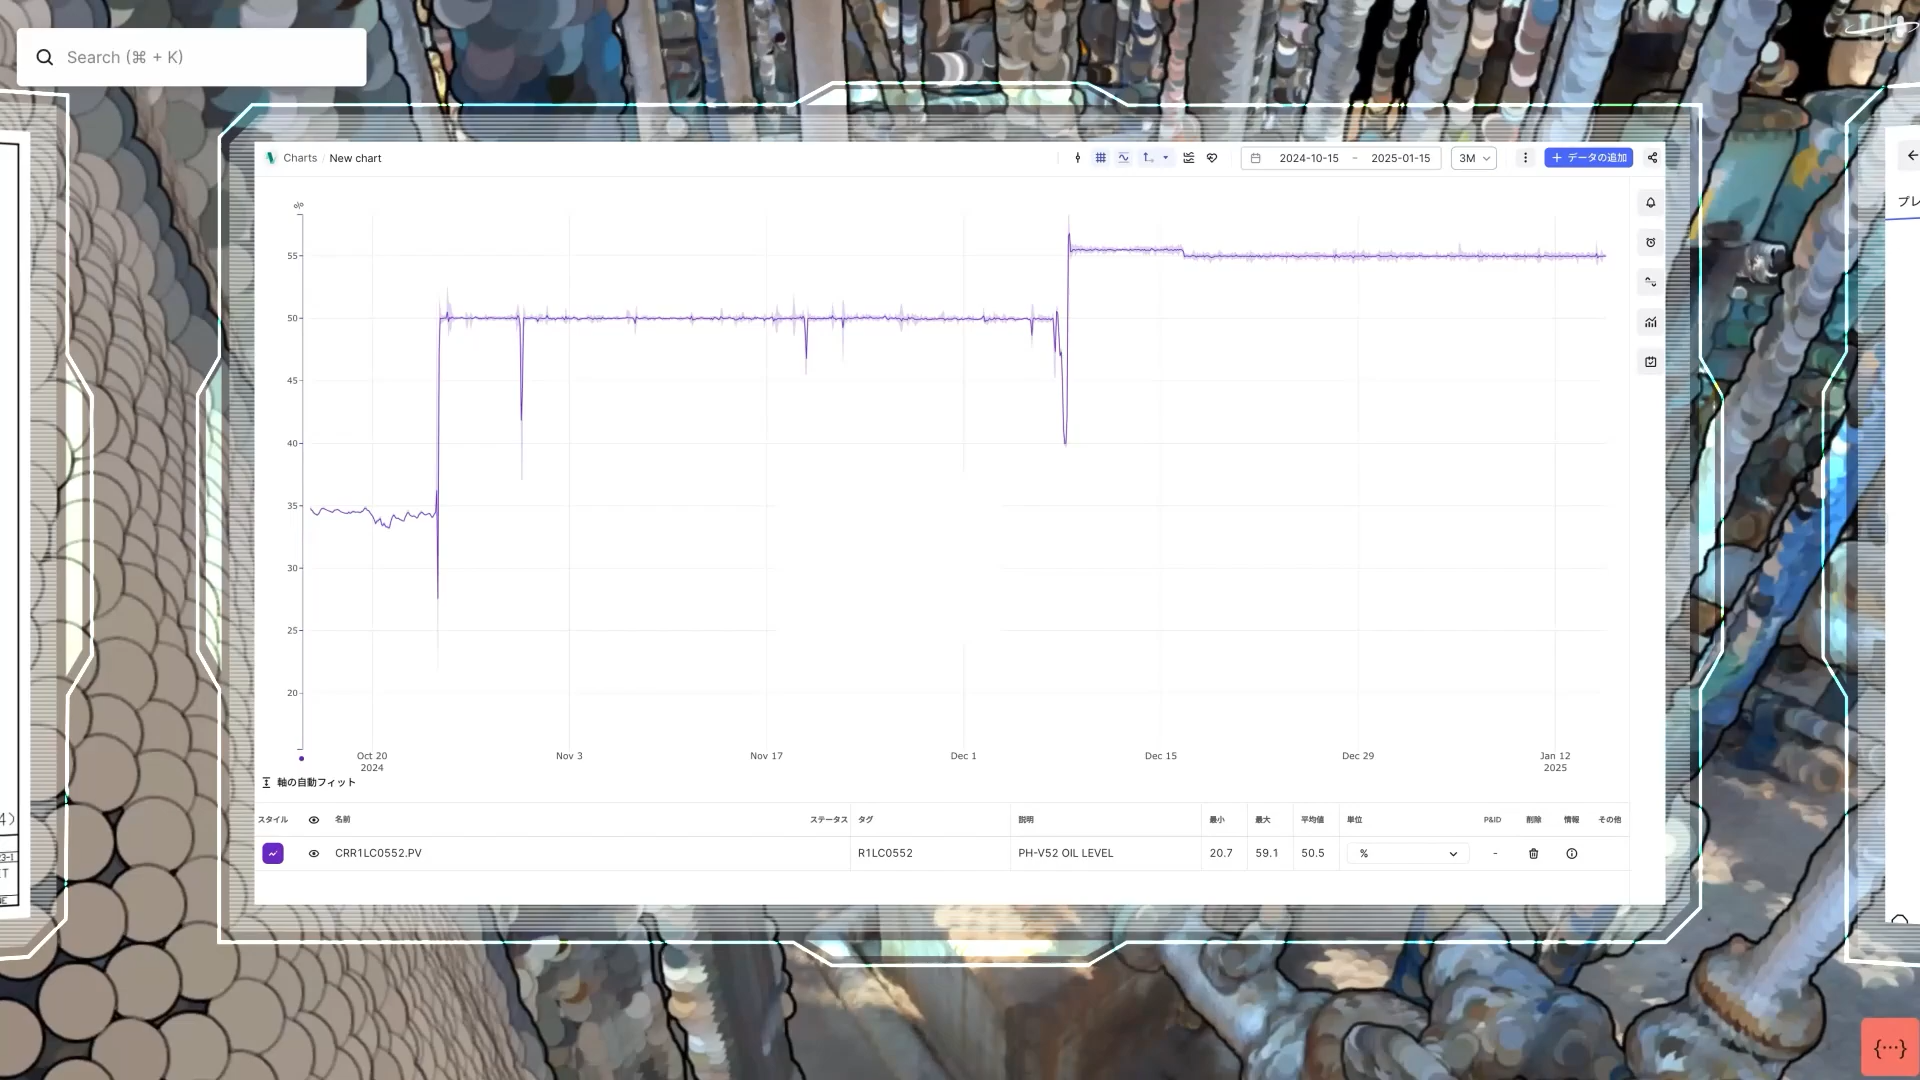 Search (⌘ + K)
Charts / New chart
2024-10-15 – 2025-01-15
3M
+ データの追加
%
55
50
45
40
35
30
25
20
Oct 20
2024
Nov 3
Nov 17
Dec 1
Dec 15
Dec 29
Jan 12
2025
軸の自動フィット
スタイル 名前 ステータス タグ 説明 最小 最大 平均値 単位 P&ID 削除 情報 その他
CRR1LC0552.PV R1LC0552 PH-V52 OIL LEVEL 20.7 59.1 50.5 % -
4)
プレ
{···}